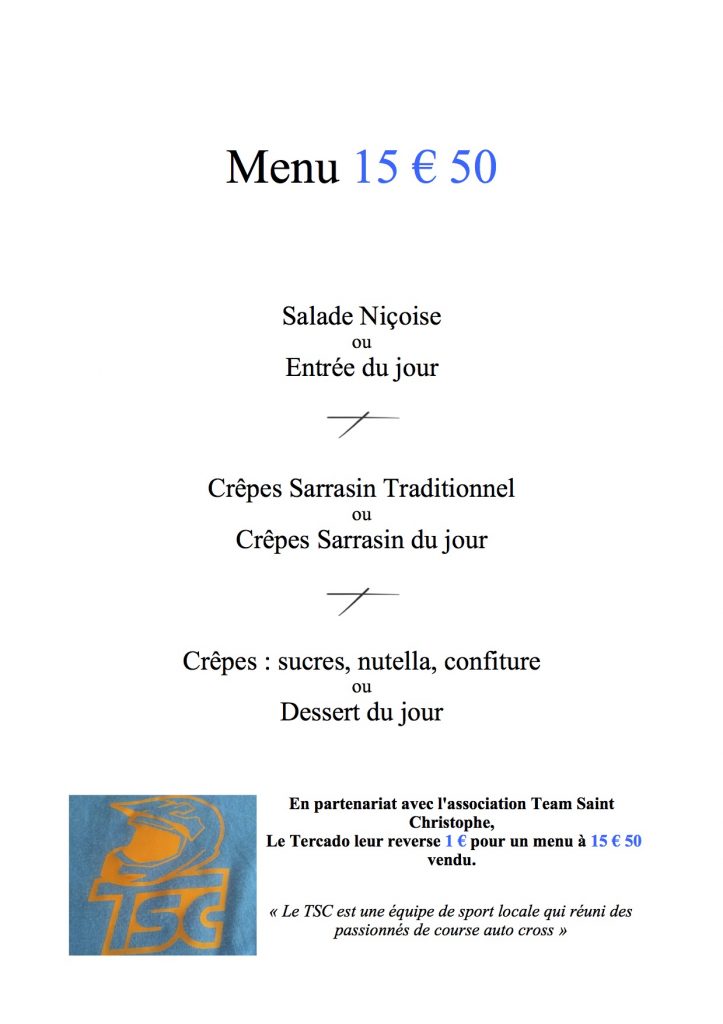 Menu 15 € 50
Salade Niçoise
ou
Entrée du jour
Crêpes Sarrasin Traditionnel
ou
Crêpes Sarrasin du jour
Crêpes : sucres, nutella, confiture
ou
Dessert du jour
En partenariat avec l'association Team Saint
Christophe,
Le Tercado leur reverse 1 € pour un menu à 15 € 50
vendu.
TSC
« Le TSC est une équipe de sport locale qui réuni des
passionnés de course auto cross »